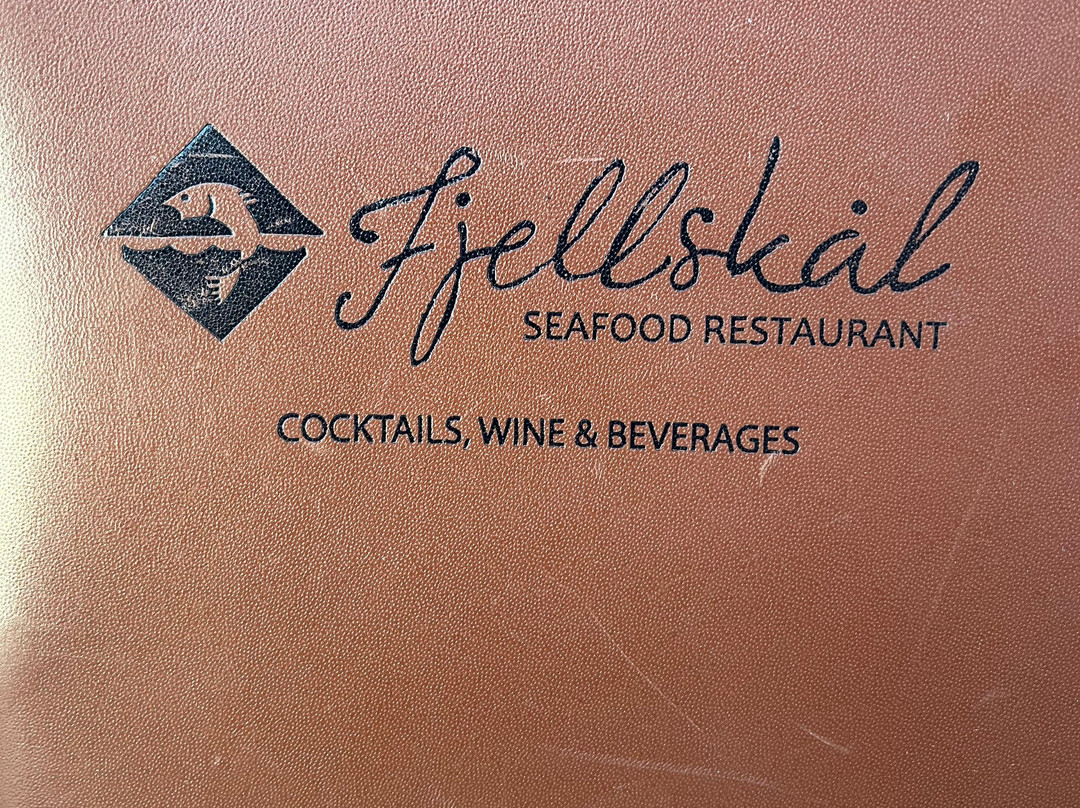 Fjellskål
SEAFOOD RESTAURANT
COCKTAILS, WINE & BEVERAGES